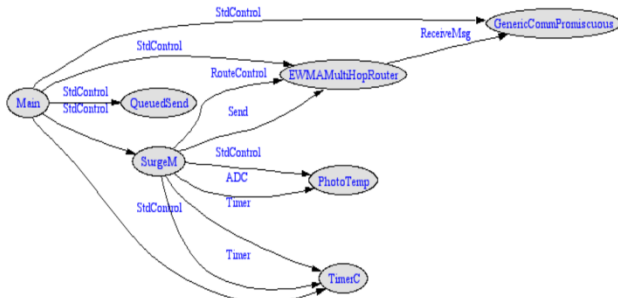 StdControl
GenericCommPromiscuous
ReceiveMsg
StdControl
RouteControl
EWMAMultiHopRouter
StdControl
Main
QueuedSend
StdControl
Send
SurgeM
StdControl
ADC
PhotoTemp
Timer
StdControl
Timer
TimerC